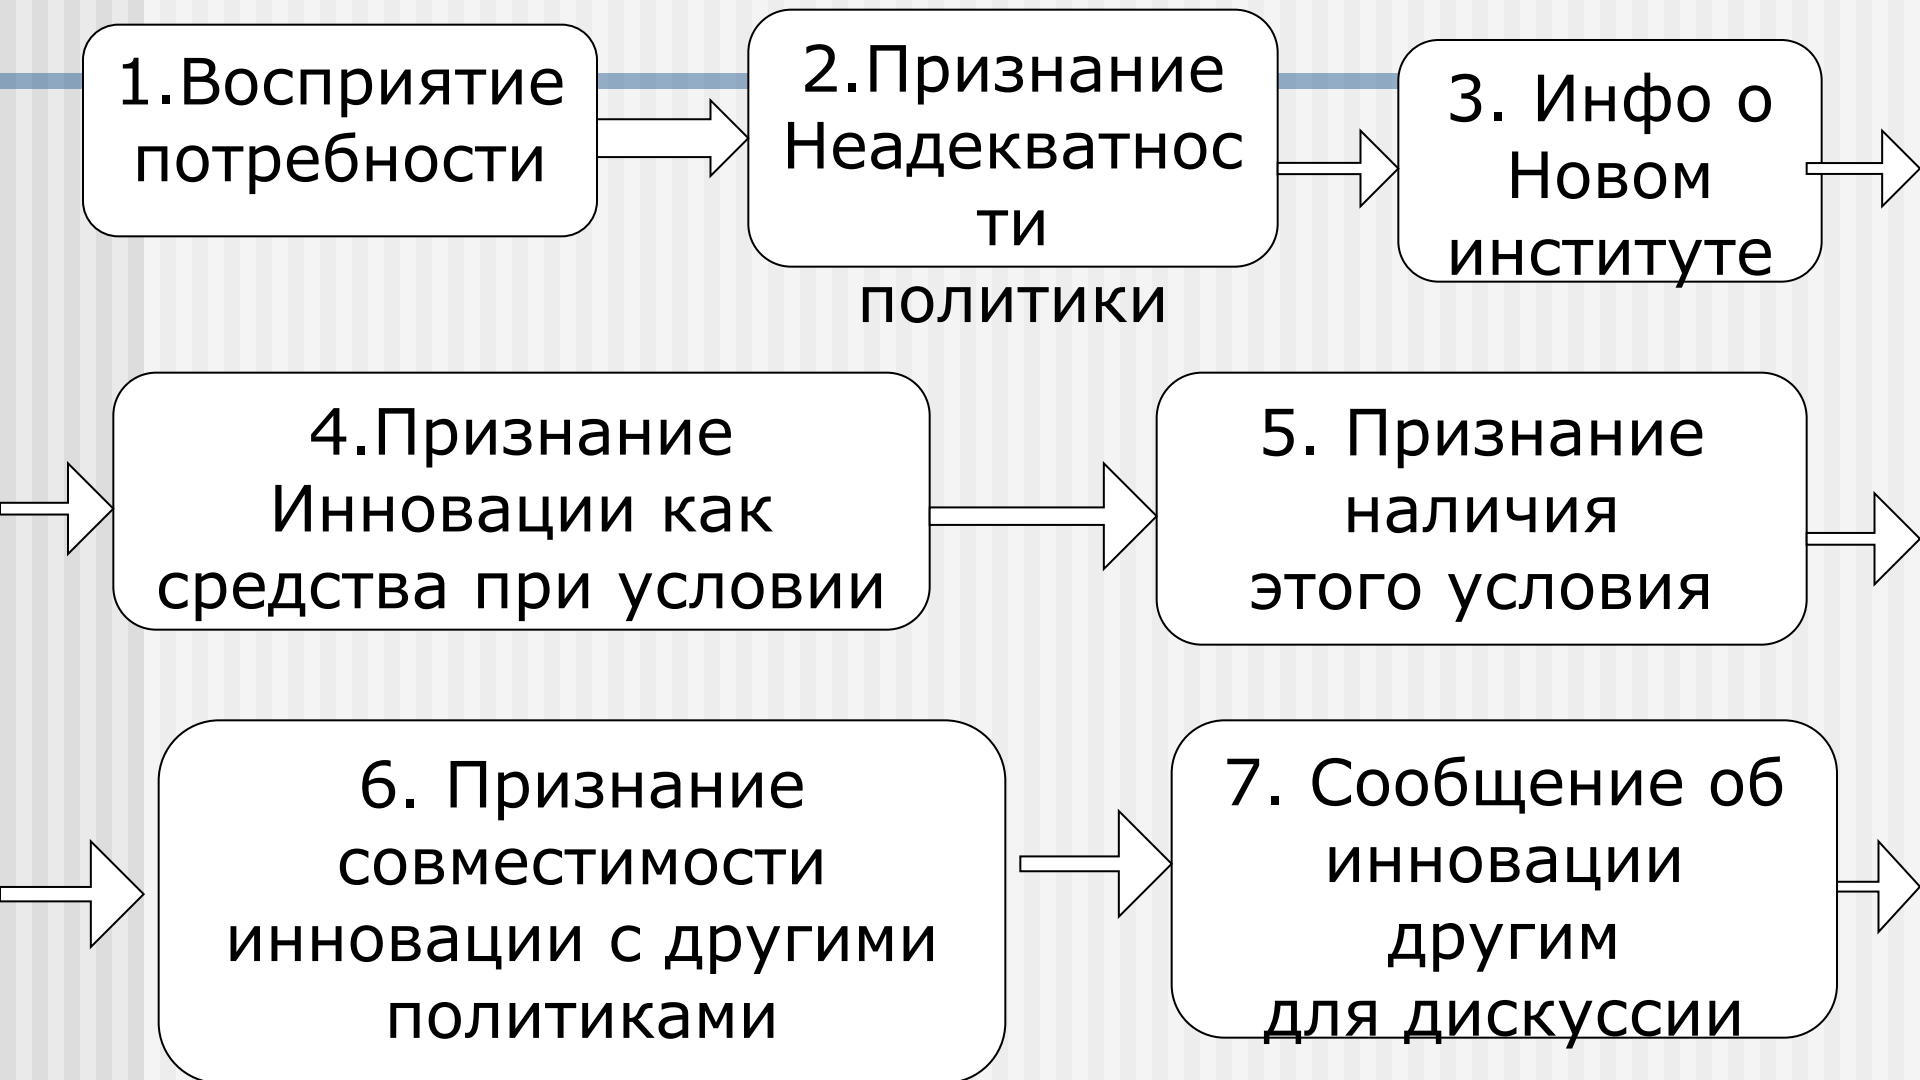 1.Восприятие
потребности
2.Признание
Неадекватнос
ти
политики
3. Инфо о
Новом
институте
4.Признание
Инновации как
средства при условии
5. Признание
наличия
этого условия
6. Признание
совместимости
инновации с другими
политиками
7. Сообщение об
инновации
другим
для дискуссии